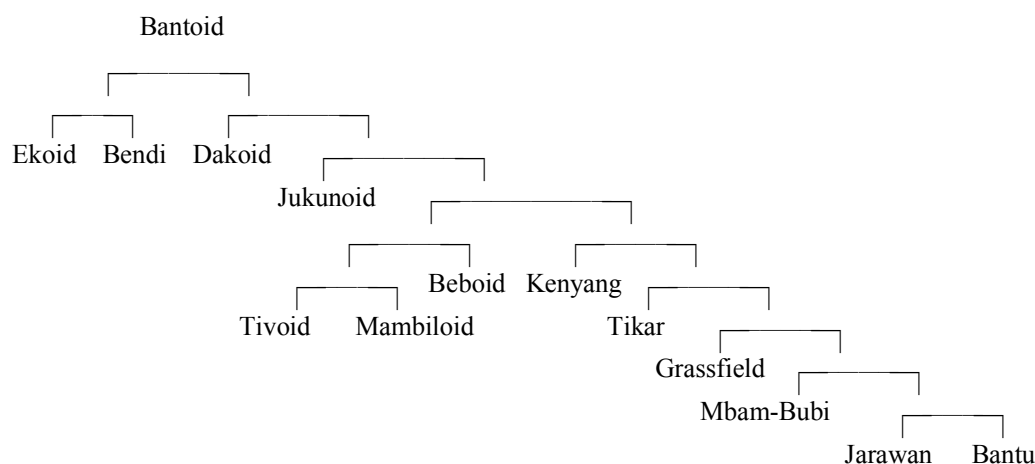 Bantoid
Ekoid Bendi Dakoid
Jukunoid
Beboid Kenyang
Tivoid Mambiloid Tikar
Grassfield
Mbam-Bubi
Jarawan Bantu